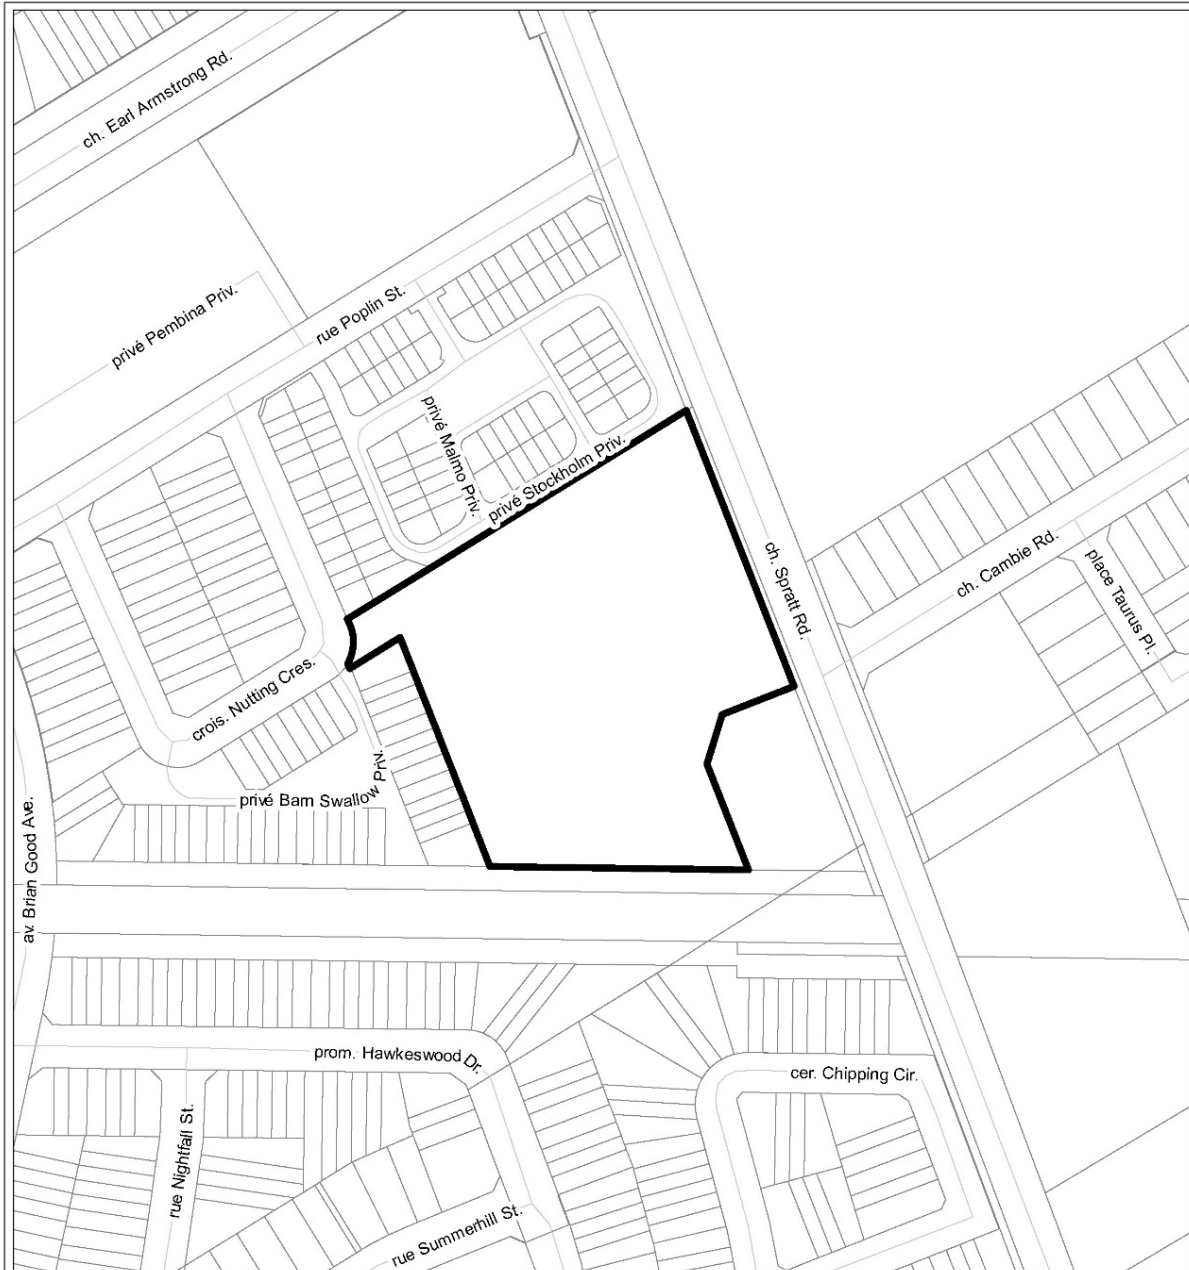 ch. Earl Armstrong Rd.
privé Pembina Priv.
rue Poplin St.
privé Malmo Priv.
privé Stockholm Priv.
ch. Spratt Rd.
ch. Cambie Rd.
place Taurus Pl.
crois. Nutting Cres.
privé Barn Swallow Priv.
av. Brian Good Ave.
prom. Hawkeswood Dr.
cer. Chipping Cir.
rue Nightfall St.
rue Summerhill St.